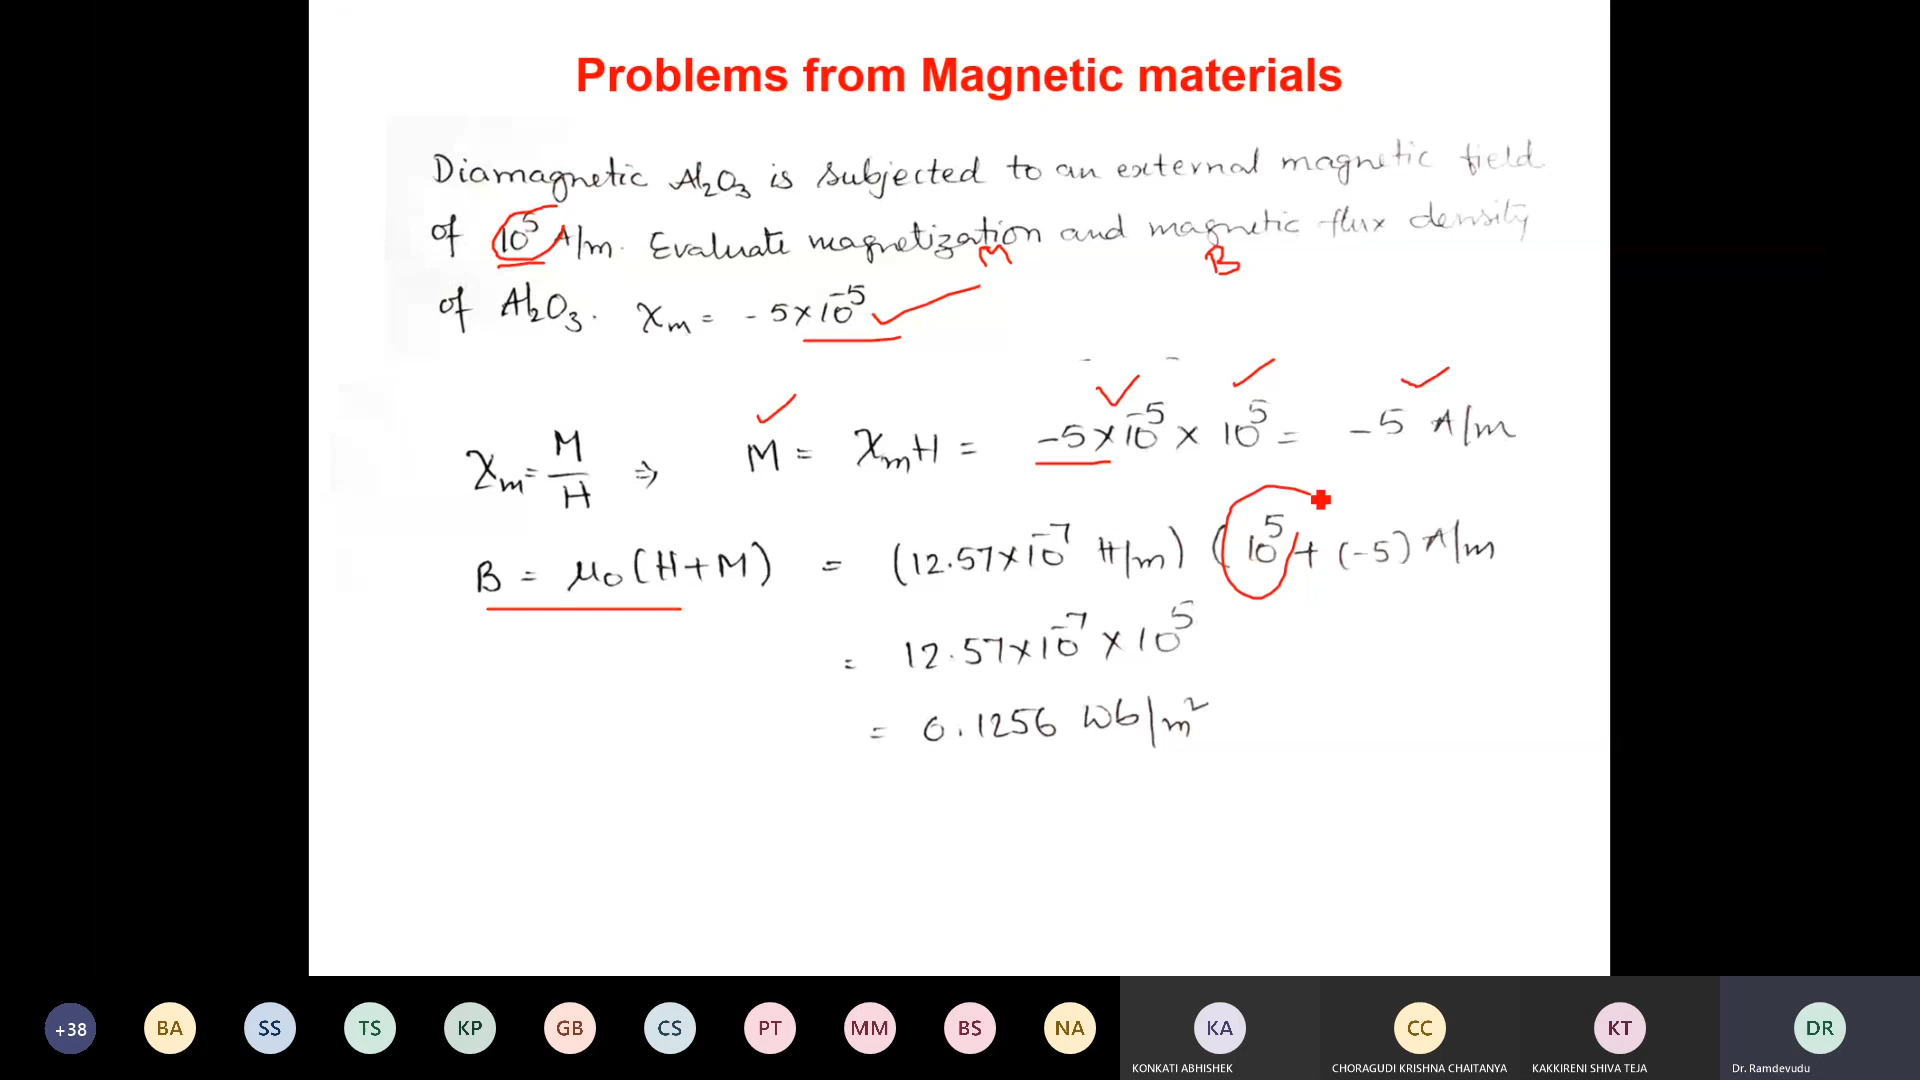 Problems from Magnetic materials
Diamagnetic Al₂O₃ is subjected to an external magnetic field
of 10⁵ A/m. Evaluate magnetization and magnetic flux density
M B
of Al₂O₃. χm = -5×10⁻⁵
χm = M/H ⇒ M = χmH = -5×10⁻⁵ × 10⁵ = -5 A/m
B = μ₀(H+M) = (12.57×10⁻⁷ H/m) (10⁵ + (-5) A/m
= 12.57×10⁻⁷ × 10⁵
= 0.1256 Wb/m²
+38 BA SS TS KP GB CS PT MM BS NA KA CC KT DR
KONKATI ABHISHEK CHORAGUDI KRISHNA CHAITANYA KAKKIRENI SHIVA TEJA Dr. Ramdevudu